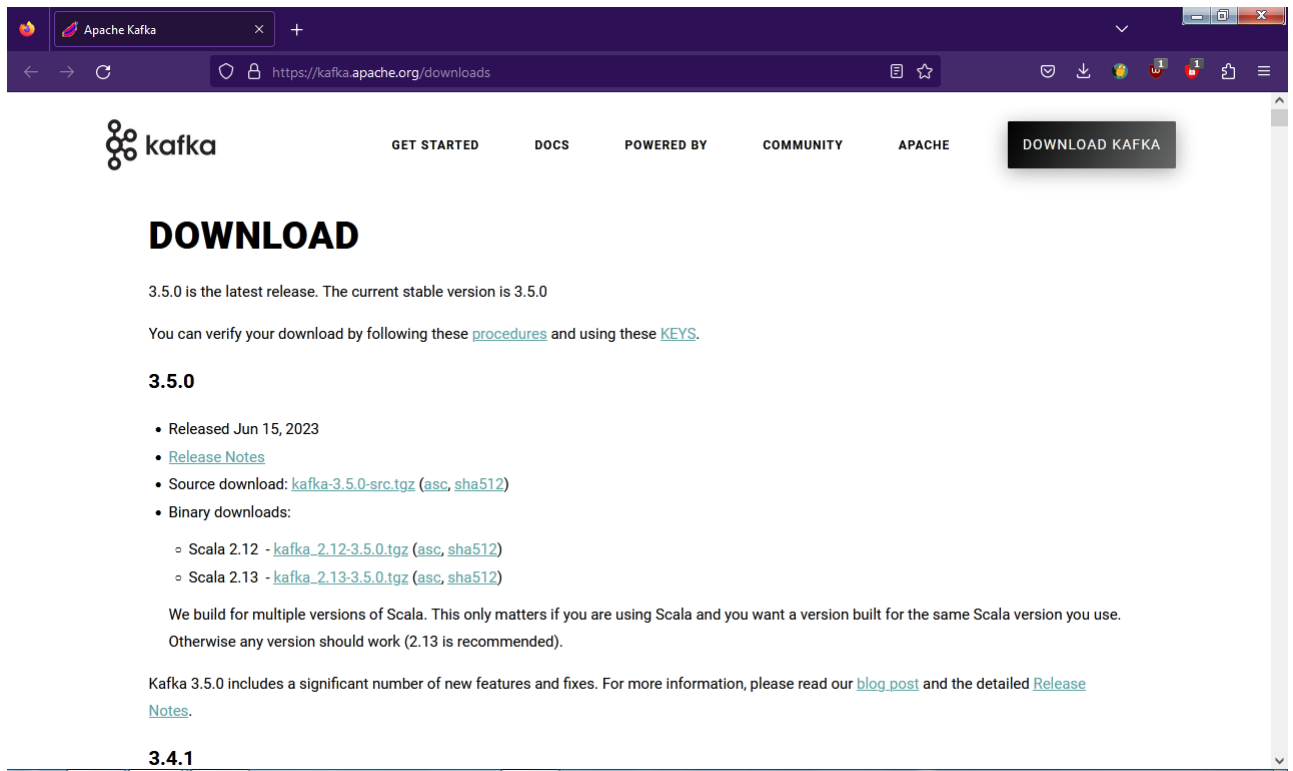 Apache Kafka
https://kafka.apache.org/downloads
1
1
kafka
GET STARTED
DOCS
POWERED BY
COMMUNITY
APACHE
DOWNLOAD KAFKA
DOWNLOAD
3.5.0 is the latest release. The current stable version is 3.5.0
You can verify your download by following these procedures and using these KEYS.
3.5.0
• Released Jun 15, 2023
• Release Notes
• Source download: kafka-3.5.0-src.tgz (asc, sha512)
• Binary downloads:
◦ Scala 2.12 - kafka_2.12-3.5.0.tgz (asc, sha512)
◦ Scala 2.13 - kafka_2.13-3.5.0.tgz (asc, sha512)
We build for multiple versions of Scala. This only matters if you are using Scala and you want a version built for the same Scala version you use.
Otherwise any version should work (2.13 is recommended).
Kafka 3.5.0 includes a significant number of new features and fixes. For more information, please read our blog post and the detailed Release
Notes.
3.4.1